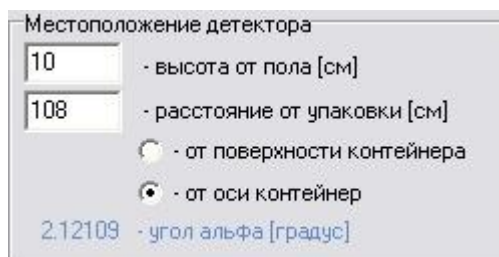 Местоположение детектора
10 - высота от пола [см]
108 - расстояние от упаковки [см]
- от поверхности контейнера
- от оси контейнер
2.12109 - угол альфа [градус]